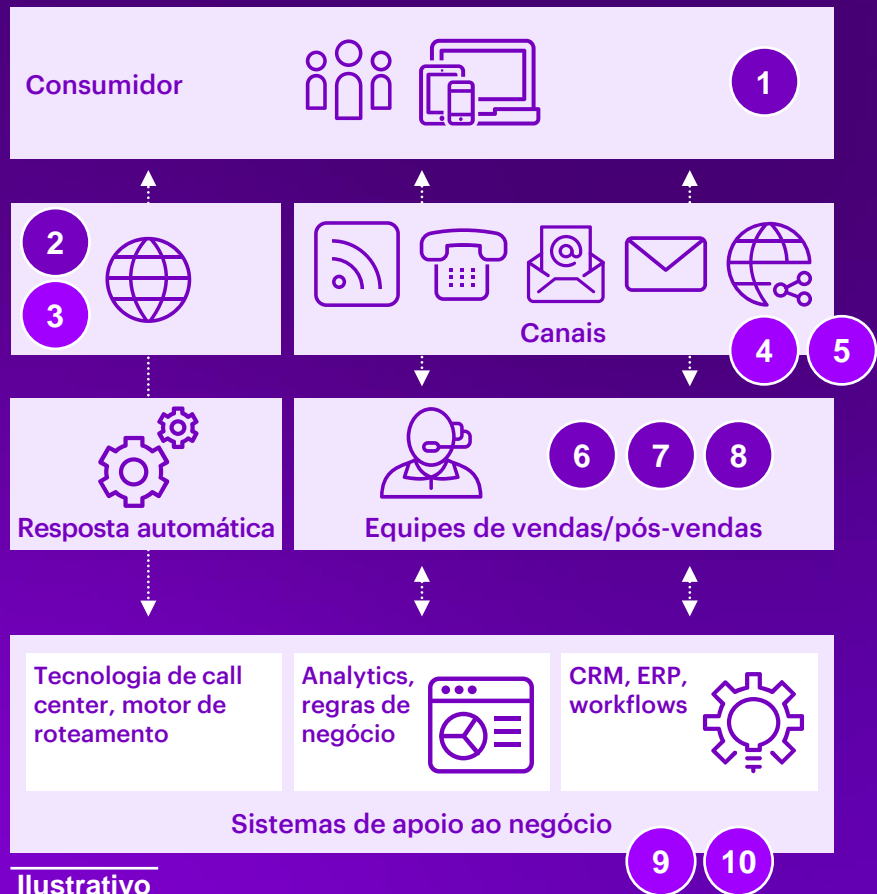 Consumidor
1
2
3
@
Canais
4
5
Resposta automática
6
7
8
Equipes de vendas/pós-vendas
Tecnologia de call
center, motor de
roteamento
Analytics,
regras de
negócio
CRM, ERP,
workflows
Sistemas de apoio ao negócio
9
10
Ilustrativo